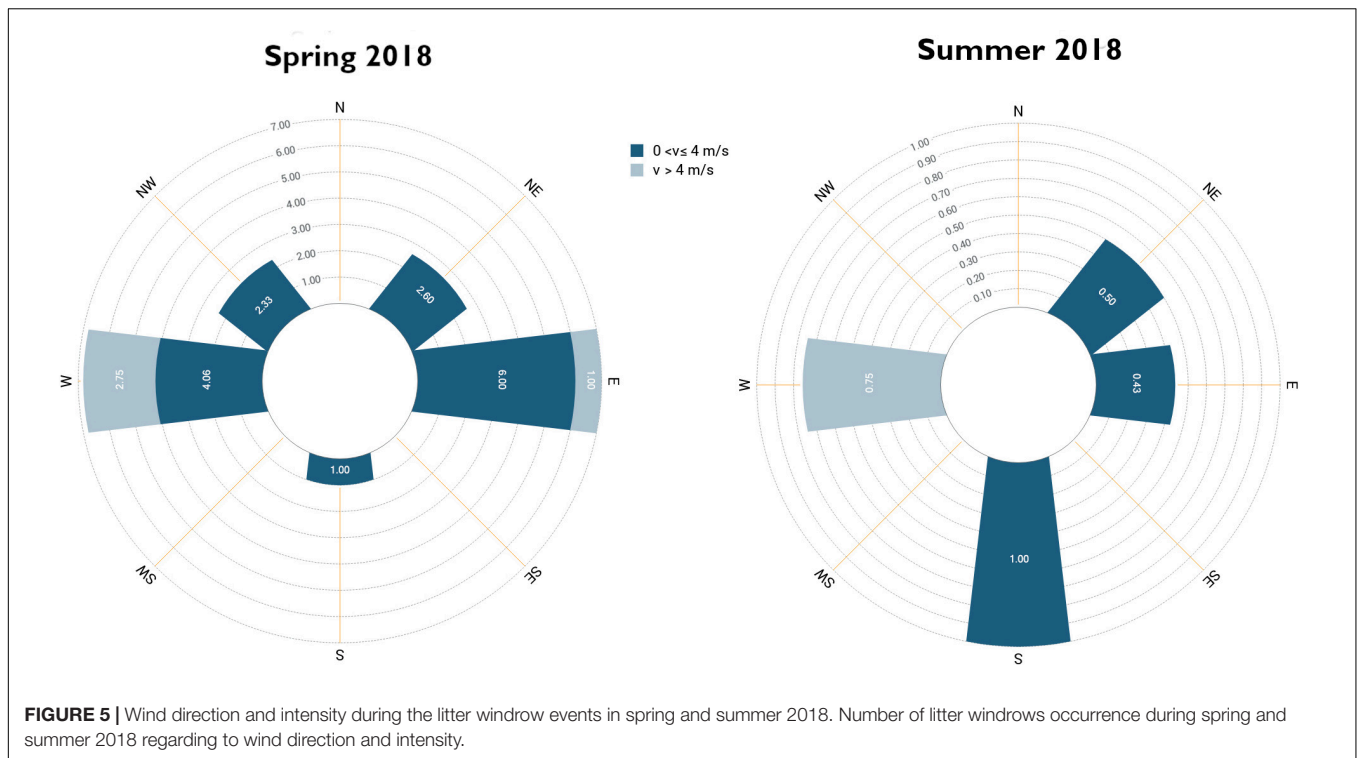 Spring 2018
N
NE
E
SE
S
SW
W
NW
7.00
6.00
5.00
4.00
3.00
2.00
1.00
2.33
2.60
2.75
4.06
6.00
1.00
1.00
0 <v≤ 4 m/s
v > 4 m/s
Summer 2018
N
NE
E
SE
S
SW
W
NW
1.00
0.90
0.80
0.70
0.60
0.50
0.40
0.30
0.20
0.10
0.50
0.43
0.75
1.00
FIGURE 5 | Wind direction and intensity during the litter windrow events in spring and summer 2018. Number of litter windrows occurrence during spring and
summer 2018 regarding to wind direction and intensity.